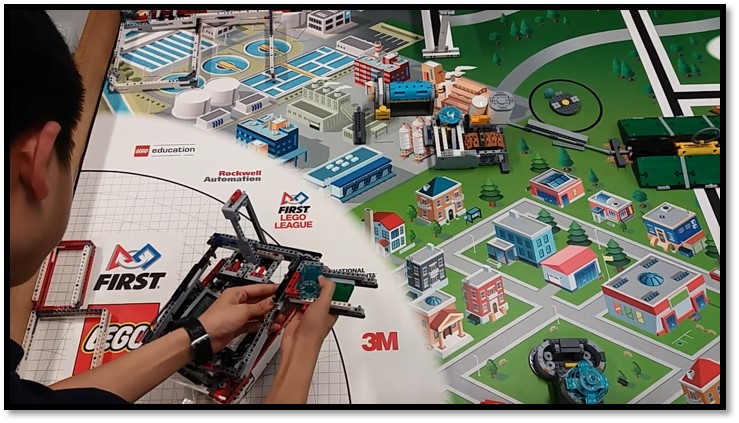 LEGO education
Rockwell
Automation
FIRST
LEGO
LEAGUE
FIRST
LEGO
3M